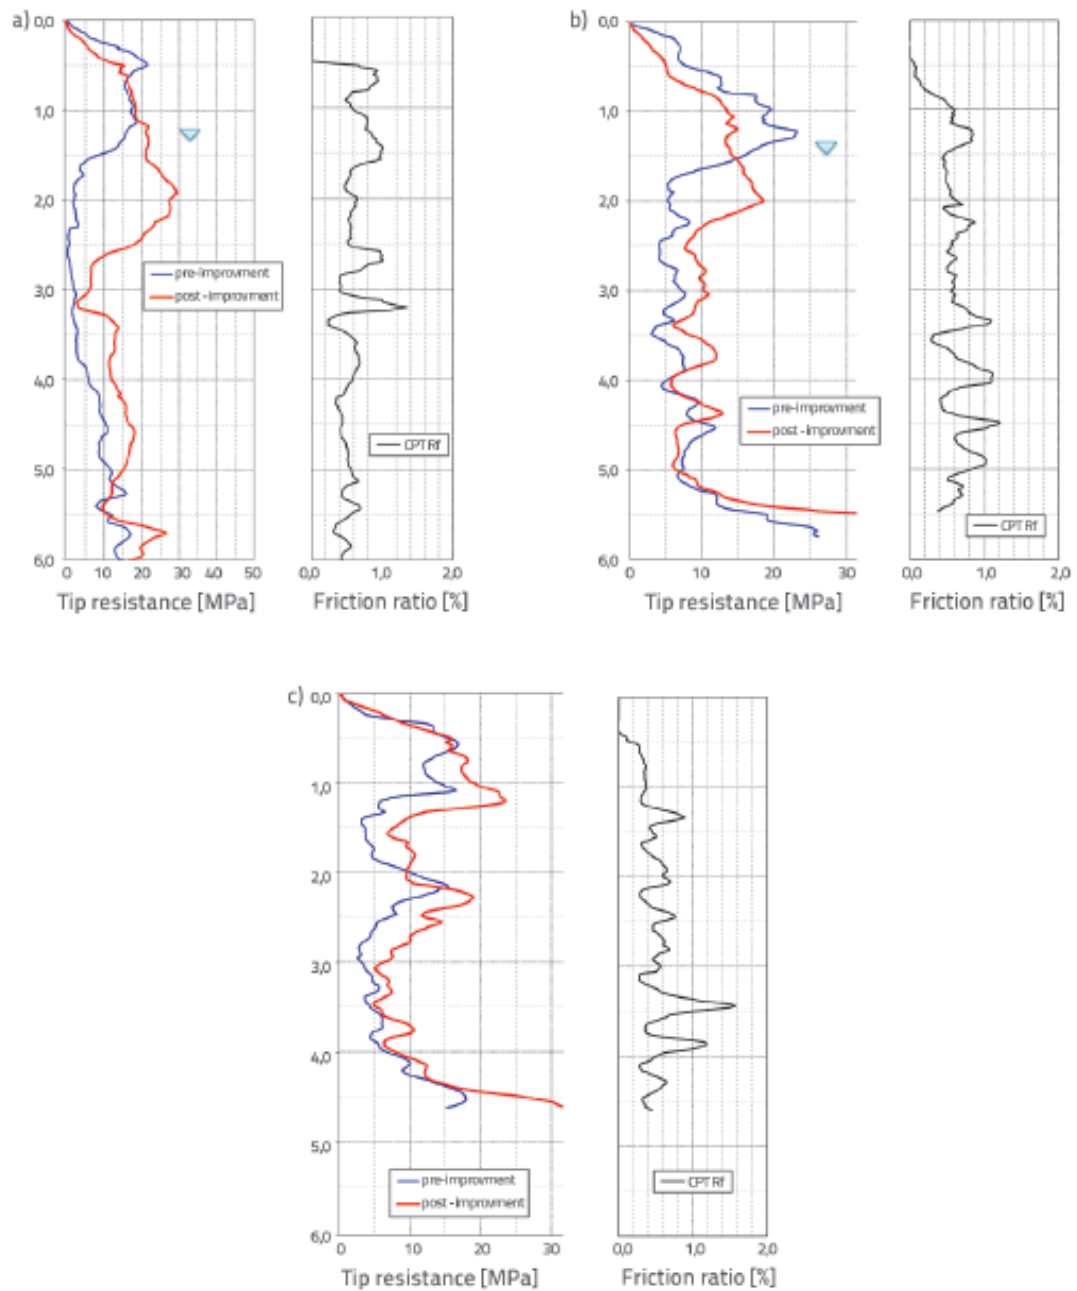 a)
0,0
1,0
2,0
3,0
4,0
5,0
6,0
pre-improvment
post-improvment
0 10 20 30 40 50
Tip resistance [MPa]
CPT Rf
0,0 1,0 2,0
Friction ratio [%]
b)
0,0
1,0
2,0
3,0
4,0
5,0
6,0
pre-improvment
post-improvment
0 10 20 30
Tip resistance [MPa]
CPT Rf
0,0 1,0 2,0
Friction ratio [%]
c)
0,0
1,0
2,0
3,0
4,0
5,0
6,0
pre-improvment
post-improvment
0 10 20 30
Tip resistance [MPa]
CPT Rf
0,0 1,0 2,0
Friction ratio [%]